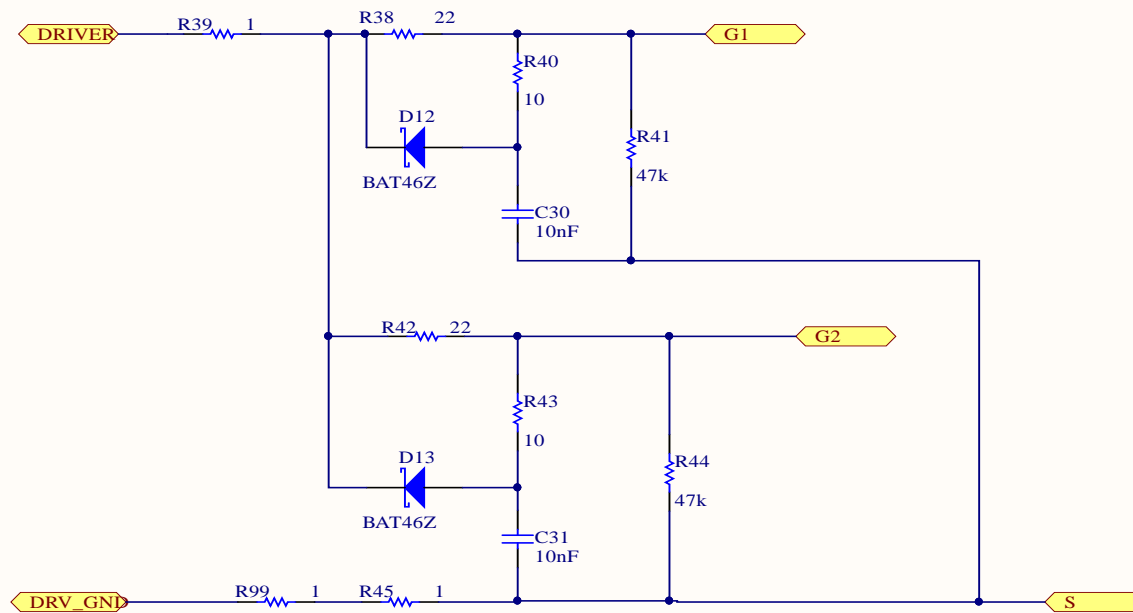 R39 1 R38 22
DRIVER G1
R40
10
D12
R41
BAT46Z 47k
C30
10nF
R42 22
G2
R43
10
D13
R44
BAT46Z 47k
C31
10nF
R99 1 R45 1
DRV_GND S